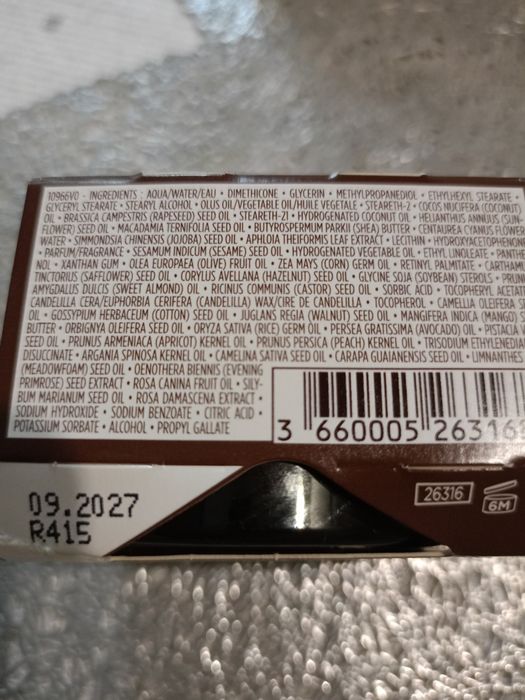 10966V0 - INGREDIENTS : AQUA/WATER/EAU • DIMETHICONE • GLYCERIN • METHYLPROPANEDIOL • ETHYLHEXYL STEARATE •
GLYCERYL STEARATE • STEARYL ALCOHOL • OLUS OIL/VEGETABLE OIL/HUILE VEGETALE • STEARETH-2 • COCOS NUCIFERA (COCONUT)
OIL • BRASSICA CAMPESTRIS (RAPESEED) SEED OIL • STEARETH-21 • HYDROGENATED COCONUT OIL • HELIANTHUS ANNUUS (SUN-
FLOWER) SEED OIL • MACADAMIA TERNIFOLIA SEED OIL • BUTYROSPERMUM PARKII (SHEA) BUTTER • CENTAUREA CYANUS FLOWER
WATER • SIMMONDSIA CHINENSIS (JOJOBA) SEED OIL • APHLOIA THEIFORMIS LEAF EXTRACT • LECITHIN • HYDROXYACETOPHENON
• PARFUM/FRAGRANCE • SESAMUM INDICUM (SESAME) SEED OIL • HYDROGENATED VEGETABLE OIL • ETHYL LINOLEATE • PANTHE
NOL • XANTHAN GUM • OLEA EUROPAEA (OLIVE) FRUIT OIL • ZEA MAYS (CORN) GERM OIL • RETINYL PALMITATE • CARTHAM
TINCTORIUS (SAFFLOWER) SEED OIL • CORYLUS AVELLANA (HAZELNUT) SEED OIL • GLYCINE SOJA (SOYBEAN) STEROLS • PRUN
AMYGDALUS DULCIS (SWEET ALMOND) OIL • RICINUS COMMUNIS (CASTOR) SEED OIL • SORBIC ACID • TOCOPHERYL ACETA
CANDELILLA CERA/EUPHORBIA CERIFERA (CANDELILLA) WAX/CIRE DE CANDELILLA • TOCOPHEROL • CAMELLIA OLEIFERA S
OIL • GOSSYPIUM HERBACEUM (COTTON) SEED OIL • JUGLANS REGIA (WALNUT) SEED OIL • MANGIFERA INDICA (MANGO) S
BUTTER • ORBIGNYA OLEIFERA SEED OIL • ORYZA SATIVA (RICE) GERM OIL • PERSEA GRATISSIMA (AVOCADO) OIL • PISTACIA
SEED OIL • PRUNUS ARMENIACA (APRICOT) KERNEL OIL • PRUNUS PERSICA (PEACH) KERNEL OIL • TRISODIUM ETHYLENEDIA
DISUCCINATE • ARGANIA SPINOSA KERNEL OIL • CAMELINA SATIVA SEED OIL • CARAPA GUAIANENSIS SEED OIL • LIMNANTHES
(MEADOWFOAM) SEED OIL • OENOTHERA BIENNIS (EVENING
PRIMROSE) SEED EXTRACT • ROSA CANINA FRUIT OIL • SILY-
BUM MARIANUM SEED OIL • ROSA DAMASCENA EXTRACT
SODIUM HYDROXIDE • SODIUM BENZOATE • CITRIC ACID •
POTASSIUM SORBATE • ALCOHOL • PROPYL GALLATE
3 660005 26316
09.2027
R415
26316
6M